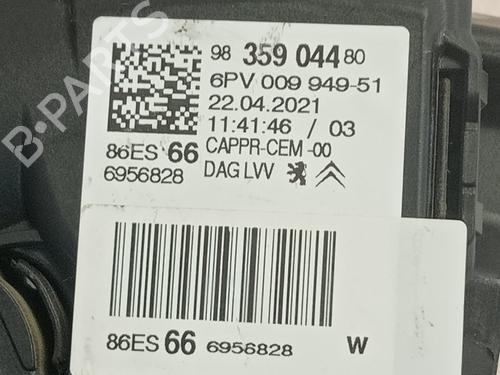 98 359 044 80
6PV 009 949-51
22.04.2021
11:41:46 / 03
86ES 66 CAPPR-CEM -00
6956828 DAG LVV
86ES 66 6956828 W